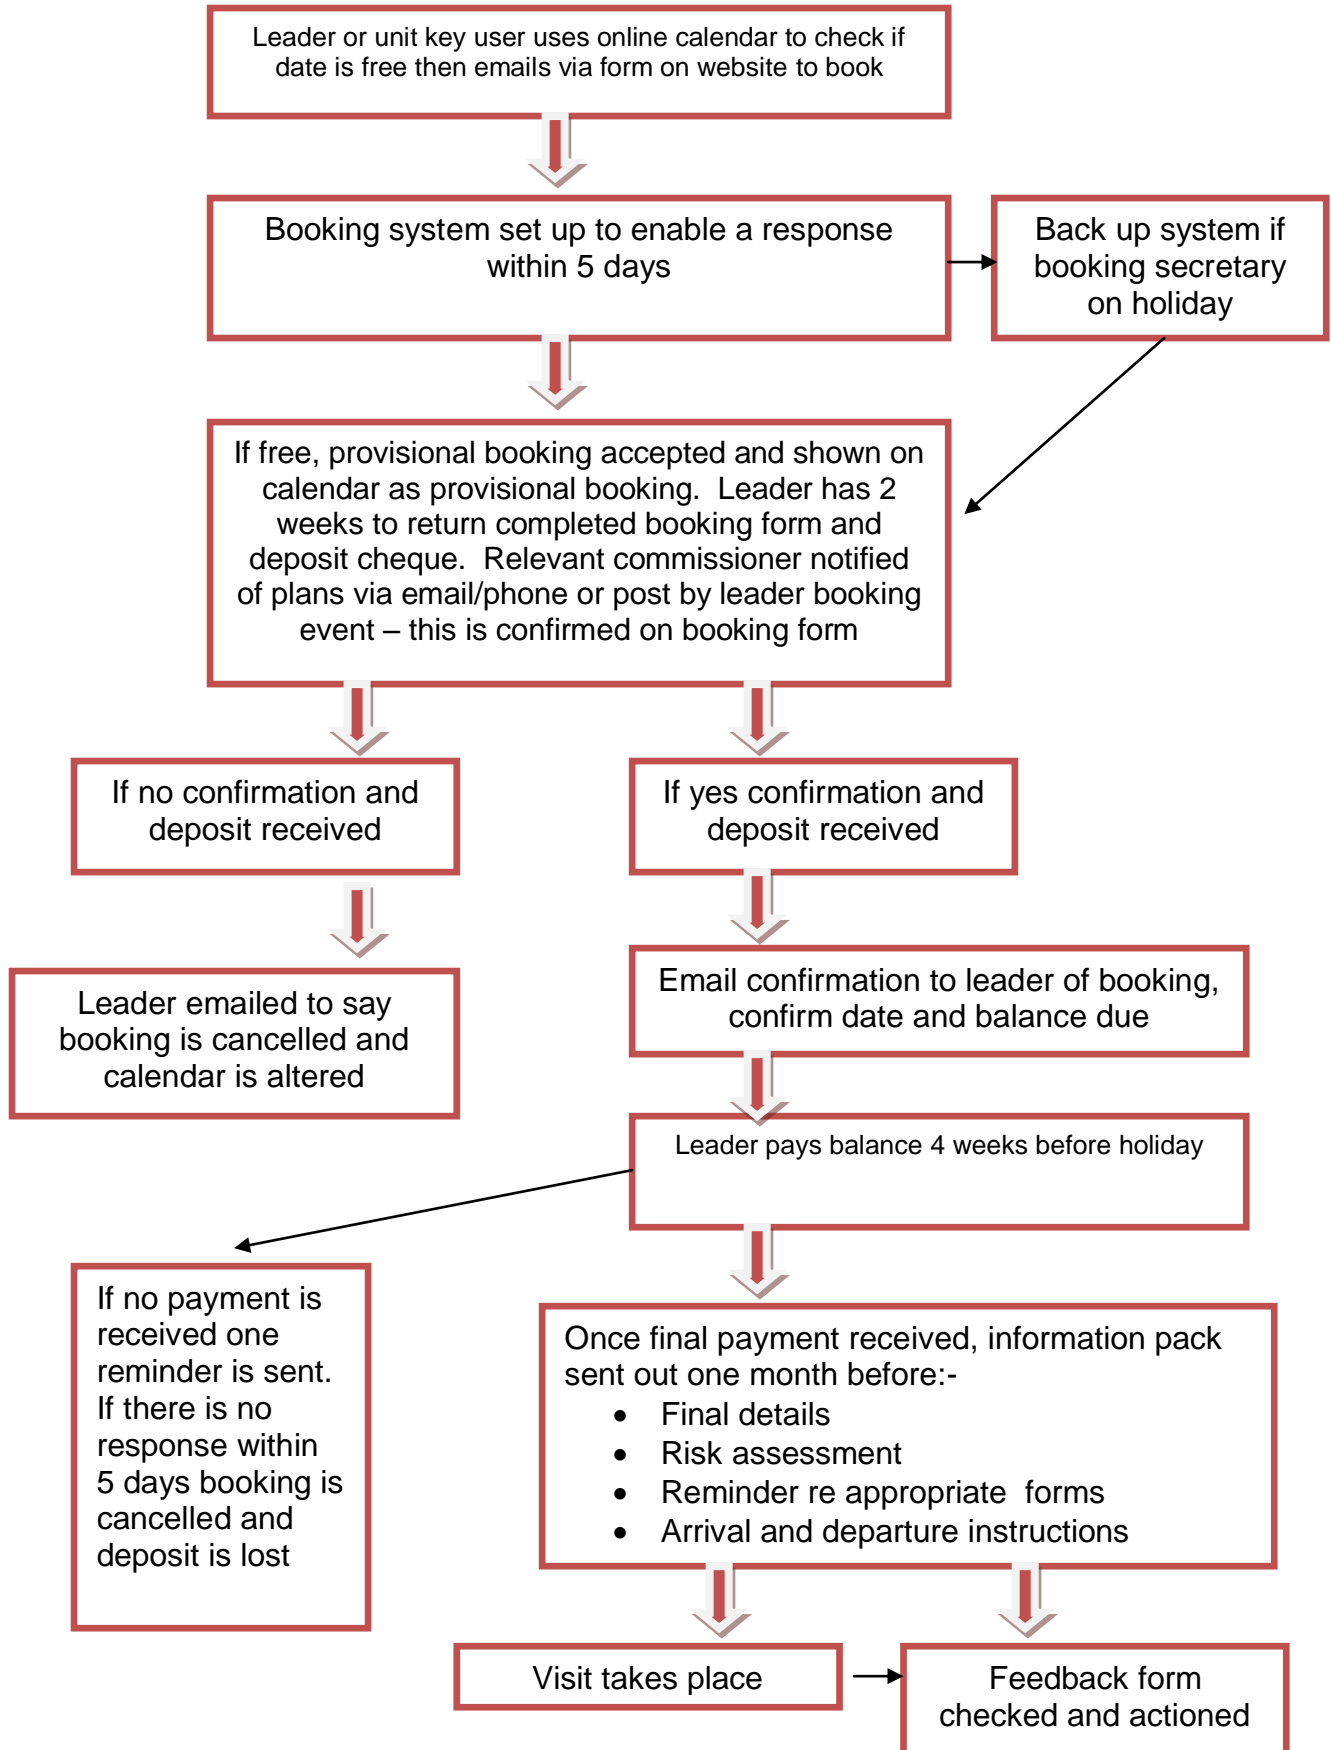 Leader or unit key user uses online calendar to check if
date is free then emails via form on website to book
Booking system set up to enable a response
within 5 days
Back up system if
booking secretary
on holiday
If free, provisional booking accepted and shown on
calendar as provisional booking.  Leader has 2
weeks to return completed booking form and
deposit cheque.  Relevant commissioner notified
of plans via email/phone or post by leader booking
event – this is confirmed on booking form
If no confirmation and
deposit received
If yes confirmation and
deposit received
Leader emailed to say
booking is cancelled and
calendar is altered
Email confirmation to leader of booking,
confirm date and balance due
Leader pays balance 4 weeks before holiday
If no payment is
received one
reminder is sent.
If there is no
response within
5 days booking is
cancelled and
deposit is lost
Once final payment received, information pack
sent out one month before:-
• Final details
• Risk assessment
• Reminder re appropriate  forms
• Arrival and departure instructions
Visit takes place
Feedback form
checked and actioned